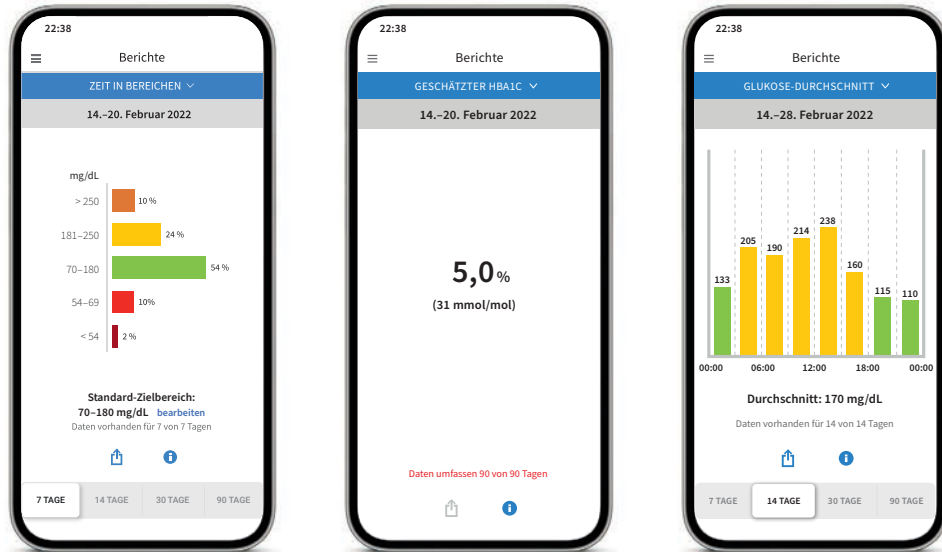 22:38
Berichte
ZEIT IN BEREICHEN
14.–20. Februar 2022
mg/dL
> 250
10 %
181–250
24 %
70–180
54 %
54–69
10%
< 54
2 %
Standard-Zielbereich:
70–180 mg/dL bearbeiten
Daten vorhanden für 7 von 7 Tagen
7 TAGE 14 TAGE 30 TAGE 90 TAGE
22:38
Berichte
GESCHÄTZTER HBA1C
14.–20. Februar 2022
5,0 %
(31 mmol/mol)
Daten umfassen 90 von 90 Tagen
22:38
Berichte
GLUKOSE-DURCHSCHNITT
14.–28. Februar 2022
133 205 190 214 238 160 115 110
00:00 06:00 12:00 18:00 00:00
Durchschnitt: 170 mg/dL
Daten vorhanden für 14 von 14 Tagen
7 TAGE 14 TAGE 30 TAGE 90 TAGE